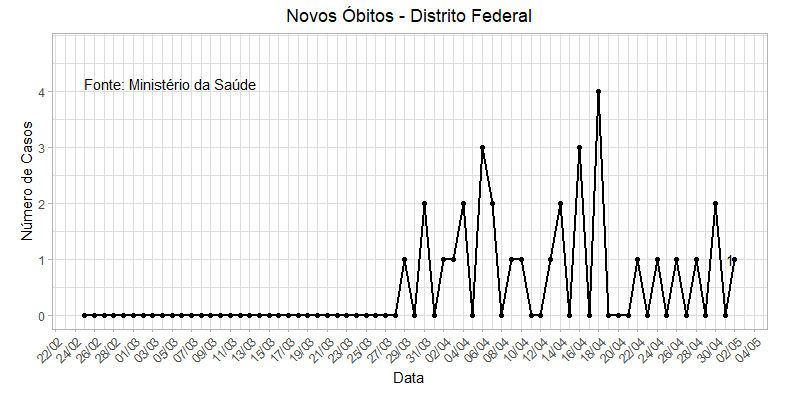 Novos Óbitos - Distrito Federal
Fonte: Ministério da Saúde
Número de Casos
4
3
2
1
0
1
22/02 24/02 26/02 28/02 01/03 03/03 05/03 07/03 09/03 11/03 13/03 15/03 17/03 19/03 21/03 23/03 25/03 27/03 29/03 31/03 02/04 04/04 06/04 08/04 10/04 12/04 14/04 16/04 18/04 20/04 22/04 24/04 26/04 28/04 30/04 02/05 04/05
Data